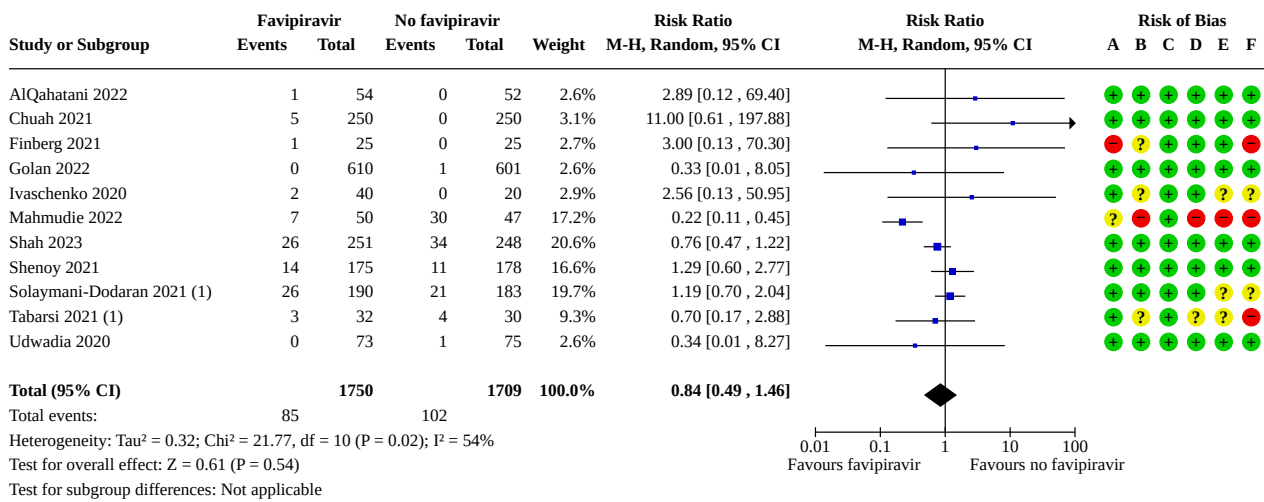 Favipiravir No favipiravir Risk Ratio Risk Ratio Risk of Bias
Study or Subgroup Events Total Events Total Weight M-H, Random, 95% CI M-H, Random, 95% CI A B C D E F
AlQahatani 2022 1 54 0 52 2.6% 2.89 [0.12 , 69.40] + + + + + +
Chuah 2021 5 250 0 250 3.1% 11.00 [0.61 , 197.88] + + + + + +
Finberg 2021 1 25 0 25 2.7% 3.00 [0.13 , 70.30] − ? + + + −
Golan 2022 0 610 1 601 2.6% 0.33 [0.01 , 8.05] + + + + + +
Ivaschenko 2020 2 40 0 20 2.9% 2.56 [0.13 , 50.95] + ? + + ? ?
Mahmudie 2022 7 50 30 47 17.2% 0.22 [0.11 , 0.45] ? − + − − −
Shah 2023 26 251 34 248 20.6% 0.76 [0.47 , 1.22] + + + + + +
Shenoy 2021 14 175 11 178 16.6% 1.29 [0.60 , 2.77] + + + + + +
Solaymani-Dodaran 2021 (1) 26 190 21 183 19.7% 1.19 [0.70 , 2.04] + + + + ? ?
Tabarsi 2021 (1) 3 32 4 30 9.3% 0.70 [0.17 , 2.88] + ? + ? ? −
Udwadia 2020 0 73 1 75 2.6% 0.34 [0.01 , 8.27] + + + + + +
Total (95% CI) 1750 1709 100.0% 0.84 [0.49 , 1.46]
Total events: 85 102
Heterogeneity: Tau² = 0.32; Chi² = 21.77, df = 10 (P = 0.02); I² = 54%
0.01 0.1 1 10 100
Test for overall effect: Z = 0.61 (P = 0.54)
Favours favipiravir Favours no favipiravir
Test for subgroup differences: Not applicable